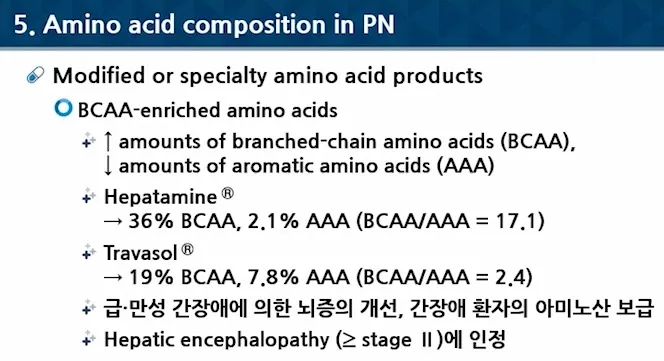 5. Amino acid composition in PN
Modified or specialty amino acid products
BCAA-enriched amino acids
↑ amounts of branched-chain amino acids (BCAA),
↓ amounts of aromatic amino acids (AAA)
Hepatamine®
→ 36% BCAA, 2.1% AAA (BCAA/AAA = 17.1)
Travasol®
→ 19% BCAA, 7.8% AAA (BCAA/AAA = 2.4)
급·만성 간장애에 의한 뇌증의 개선, 간장애 환자의 아미노산 보급
Hepatic encephalopathy (≥ stage Ⅱ)에 인정